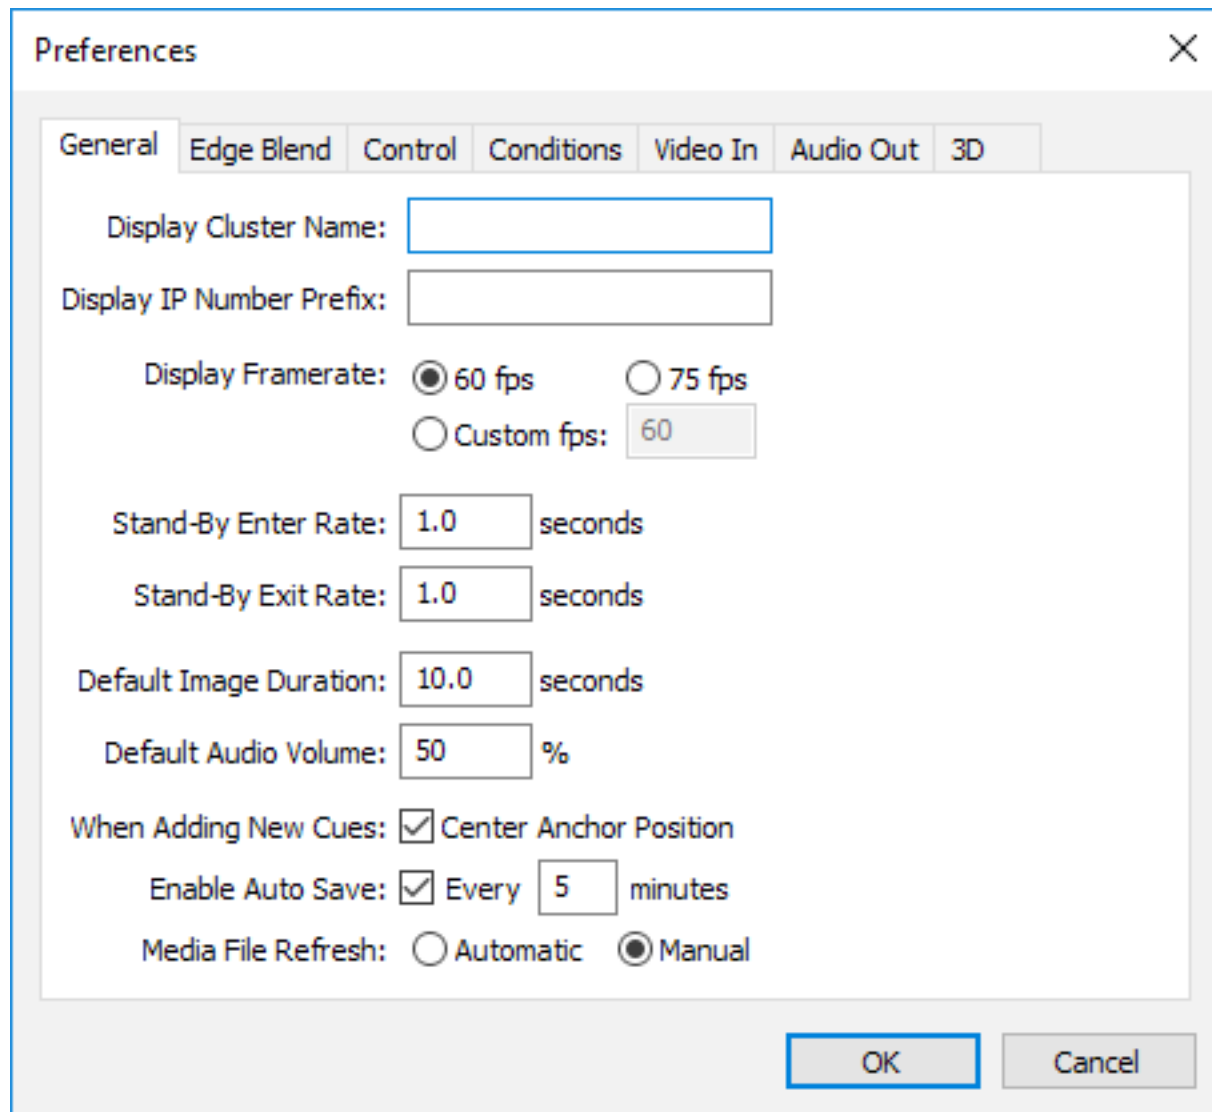 Preferences
General Edge Blend Control Conditions Video In Audio Out 3D
Display Cluster Name:
Display IP Number Prefix:
Display Framerate: 60 fps 75 fps
Custom fps: 60
Stand-By Enter Rate: 1.0 seconds
Stand-By Exit Rate: 1.0 seconds
Default Image Duration: 10.0 seconds
Default Audio Volume: 50 %
When Adding New Cues: Center Anchor Position
Enable Auto Save: Every 5 minutes
Media File Refresh: Automatic Manual
OK Cancel